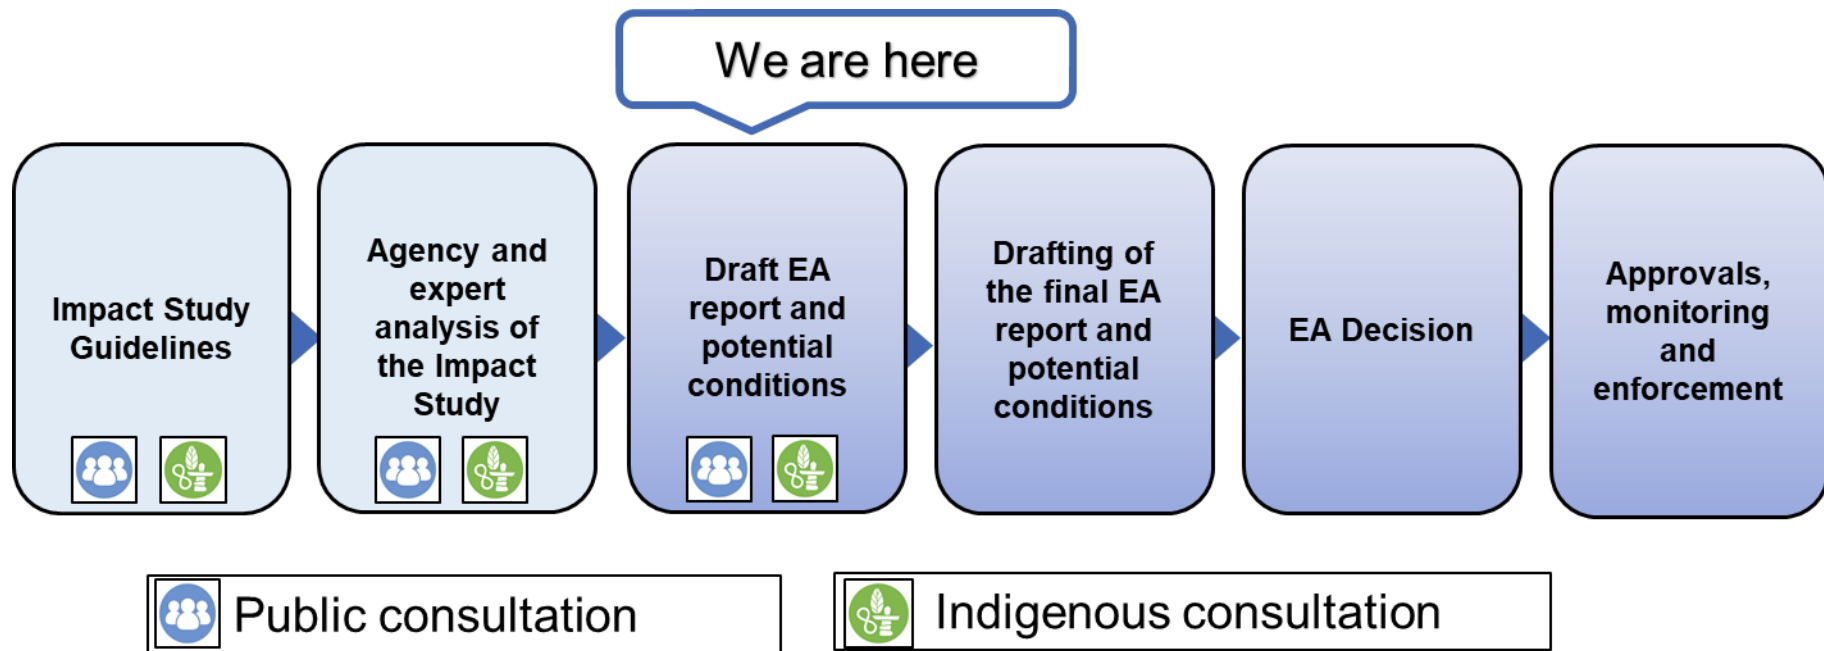 We are here
Impact Study
Guidelines
Agency and
expert
analysis of
the Impact
Study
Draft EA
report and
potential
conditions
Drafting of
the final EA
report and
potential
conditions
EA Decision
Approvals,
monitoring
and
enforcement
Public consultation
Indigenous consultation